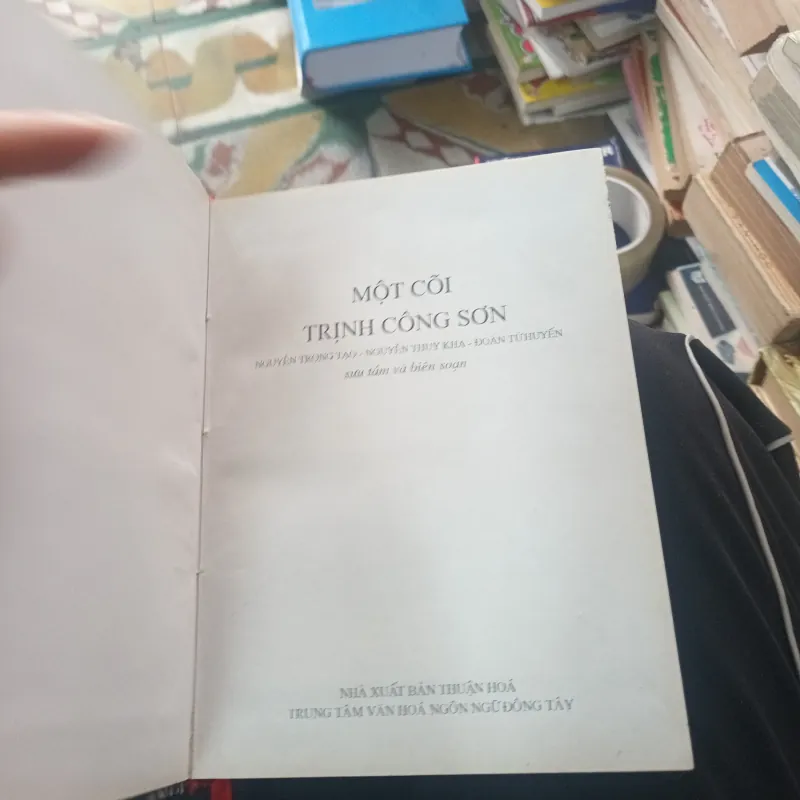 MỘT CÕI
TRỊNH CÔNG SƠN
NGUYỄN TRỌNG TẠO - NGUYỄN THUỴ KHA - ĐOÀN TỬ HUYẾN
sưu tầm và biên soạn
NHÀ XUẤT BẢN THUẬN HOÁ
TRUNG TÂM VĂN HOÁ NGÔN NGỮ ĐÔNG TÂY